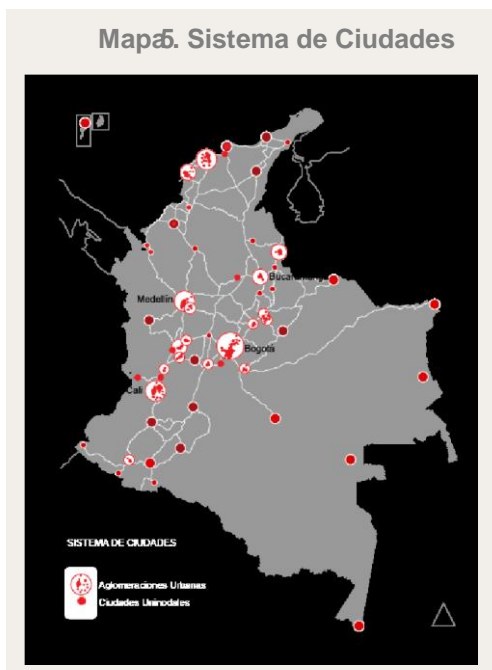 Mapa5. Sistema de Ciudades
Bucaramanga
Medellín
Bogotá
Cali
SISTEMA DE CIUDADES
Aglomeraciones Urbanas
Ciudades Uninodales